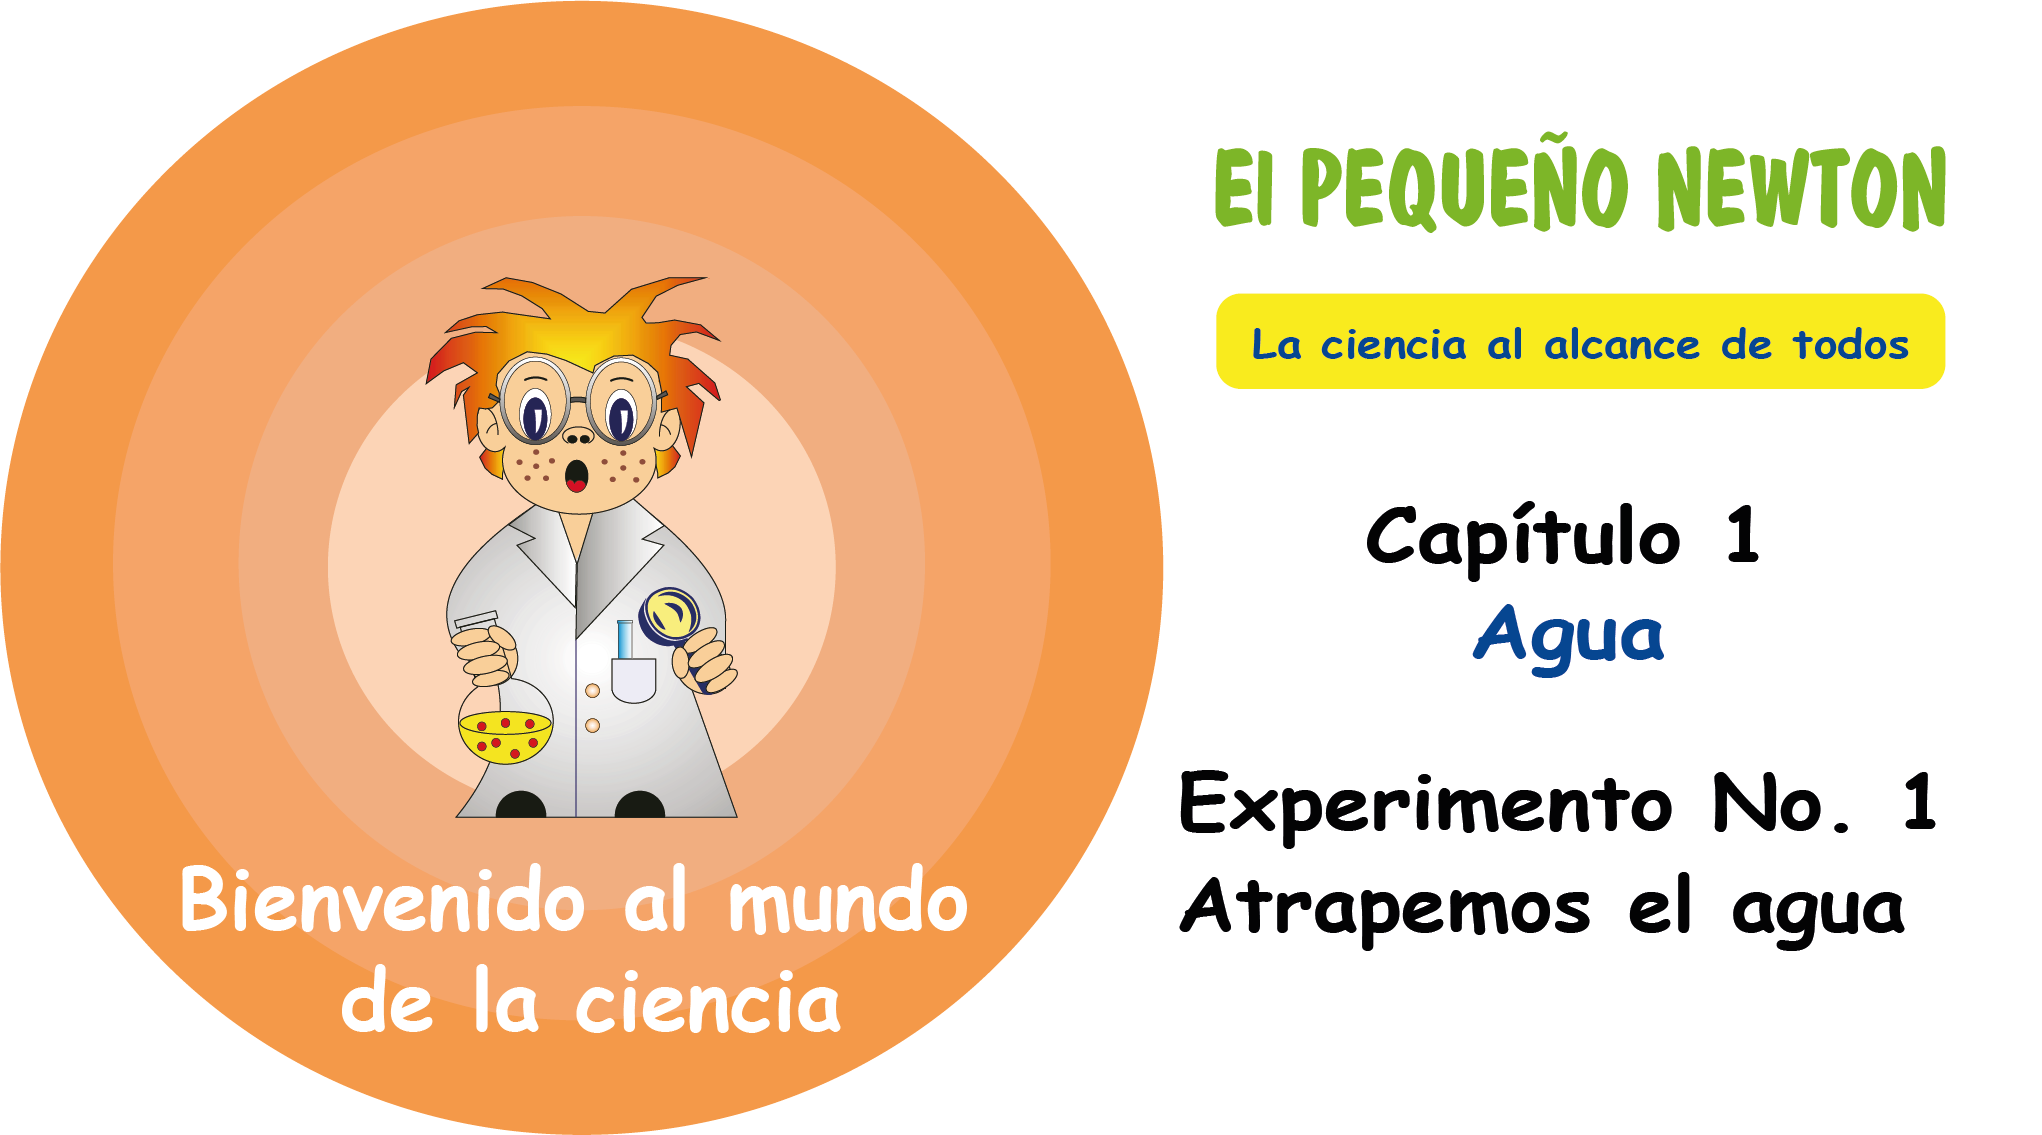 El PEQUEÑO NEWTON
La ciencia al alcance de todos
Capítulo 1
Agua
Experimento No. 1
Atrapemos el agua
Bienvenido al mundo
de la ciencia